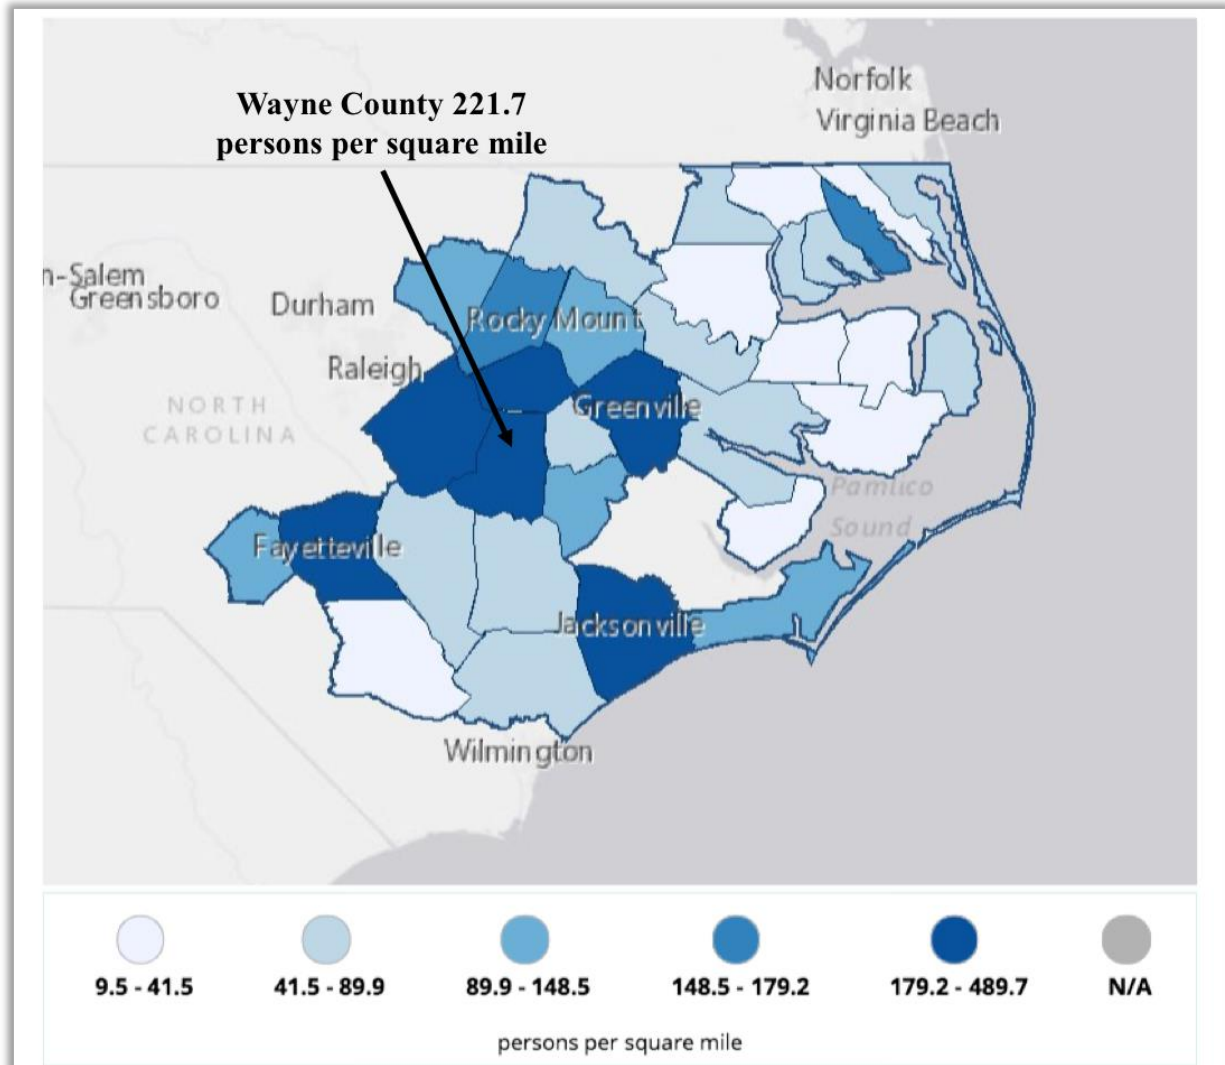 Norfolk
Virginia Beach
Wayne County 221.7
persons per square mile
n-Salem
Greensboro
Durham
Rocky Mount
Raleigh
NORTH
CAROLINA
Greenville
Pamlico
Sound
Fayetteville
Jacksonville
Wilmington
9.5 - 41.5
41.5 - 89.9
89.9 - 148.5
148.5 - 179.2
179.2 - 489.7
N/A
persons per square mile